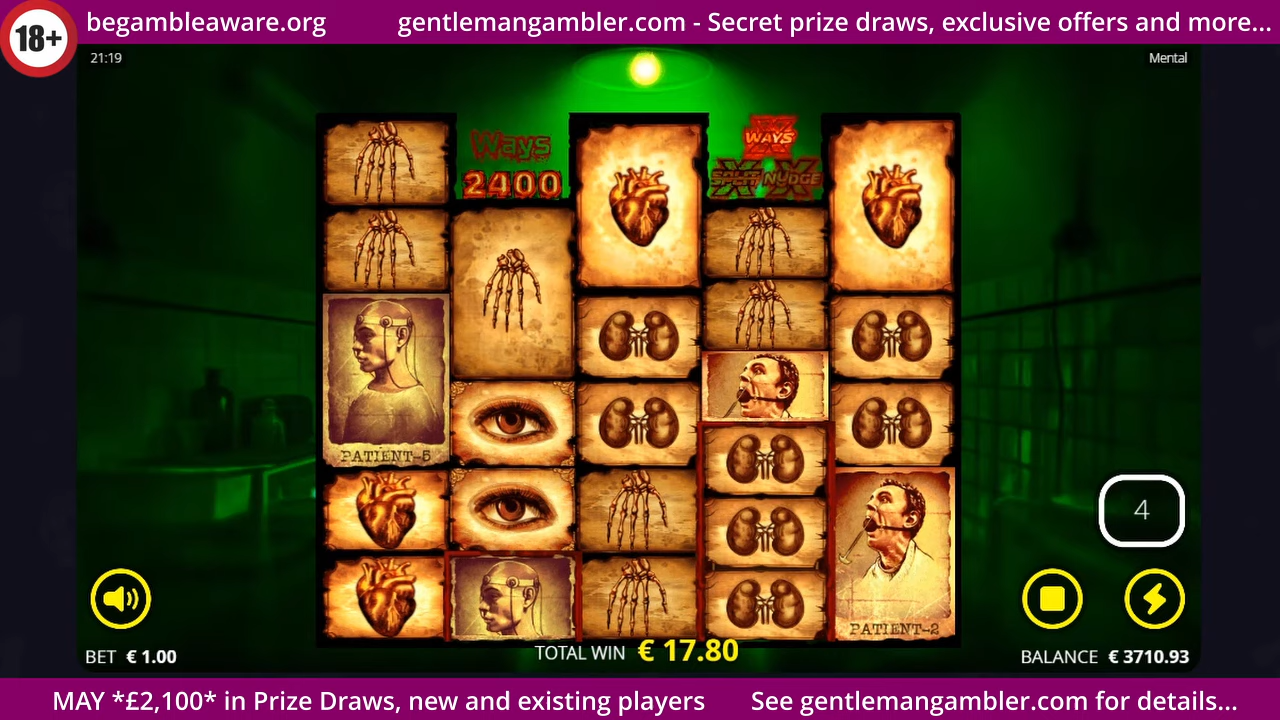 18+
begambleaware.org
gentlemangambler.com - Secret prize draws, exclusive offers and more...
21:19
Mental
Ways
2400
X
WAYS
SPLIT NUDGE
PATIENT-5
4
PATIENT-2
TOTAL WIN € 17.80
BET € 1.00
BALANCE € 3710.93
MAY *£2,100* in Prize Draws, new and existing players
See gentlemangambler.com for details...